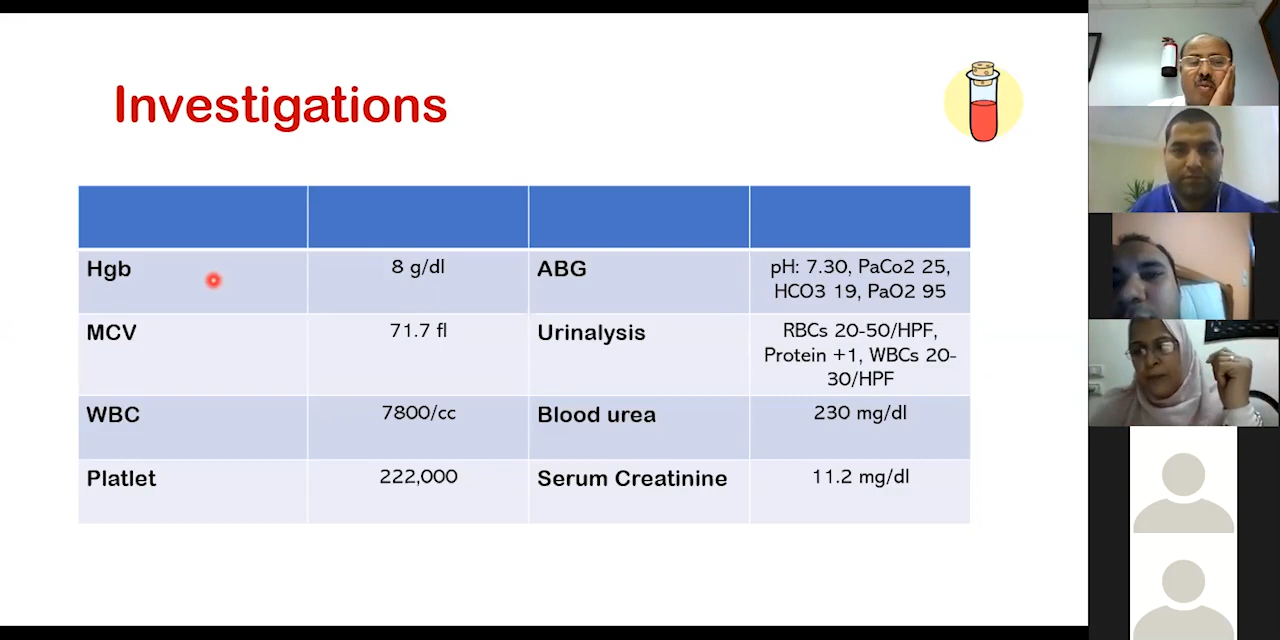 Investigations
Hgb 8 g/dl ABG pH: 7.30, PaCo2 25,
HCO3 19, PaO2 95
MCV 71.7 fl Urinalysis RBCs 20-50/HPF,
Protein +1, WBCs 20-
30/HPF
WBC 7800/cc Blood urea 230 mg/dl
Platlet 222,000 Serum Creatinine 11.2 mg/dl